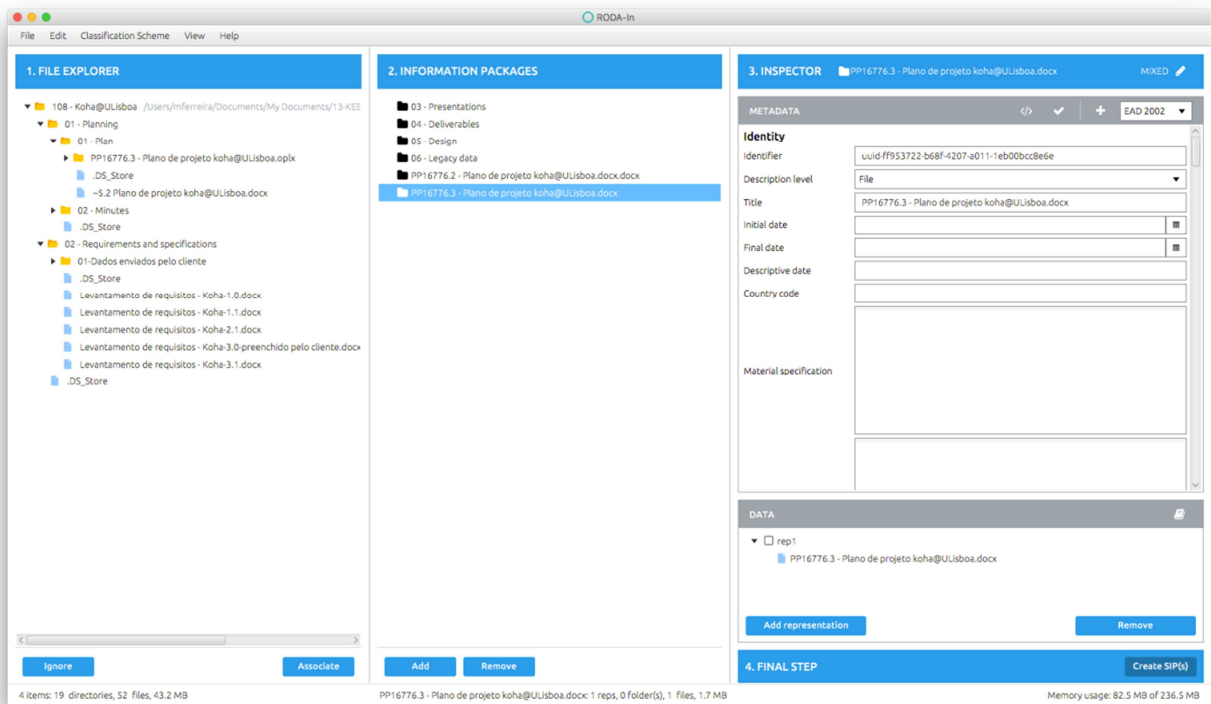 RODA-In
File Edit Classification Scheme View Help
1. FILE EXPLORER
108 - Koha@ULisboa /Users/mferreira/Documents/My Documents/13-KEE
01 - Planning
01 - Plan
PP16776.3 - Plano de projeto koha@ULisboa.oplx
.DS_Store
~$.2 Plano de projeto koha@ULisboa.docx
02 - Minutes
.DS_Store
02 - Requirements and specifications
01-Dados enviados pelo cliente
.DS_Store
Levantamento de requisitos - Koha-1.0.docx
Levantamento de requisitos - Koha-1.1.docx
Levantamento de requisitos - Koha-2.1.docx
Levantamento de requisitos - Koha-3.0-preenchido pelo cliente.docx
Levantamento de requisitos - Koha-3.1.docx
.DS_Store
Ignore
Associate
2. INFORMATION PACKAGES
03 - Presentations
04 - Deliverables
05 - Design
06 - Legacy data
PP16776.2 - Plano de projeto koha@ULisboa.docx.docx
PP16776.3 - Plano de projeto koha@ULisboa.docx
Add
Remove
3. INSPECTOR PP16776.3 - Plano de projeto koha@ULisboa.docx MIXED
METADATA </> + EAD 2002
Identity
Identifier uuid-ff953722-b68f-4207-a011-1eb00bcc8e6e
Description level File
Title PP16776.3 - Plano de projeto koha@ULisboa.docx
Initial date
Final date
Descriptive date
Country code
Material specification
DATA
rep1
PP16776.3 - Plano de projeto koha@ULisboa.docx
Add representation
Remove
4. FINAL STEP
Create SIP(s)
4 items: 19 directories, 52 files, 43.2 MB
PP16776.3 - Plano de projeto koha@ULisboa.docx: 1 reps, 0 folder(s), 1 files, 1.7 MB
Memory usage: 82.5 MB of 236.5 MB